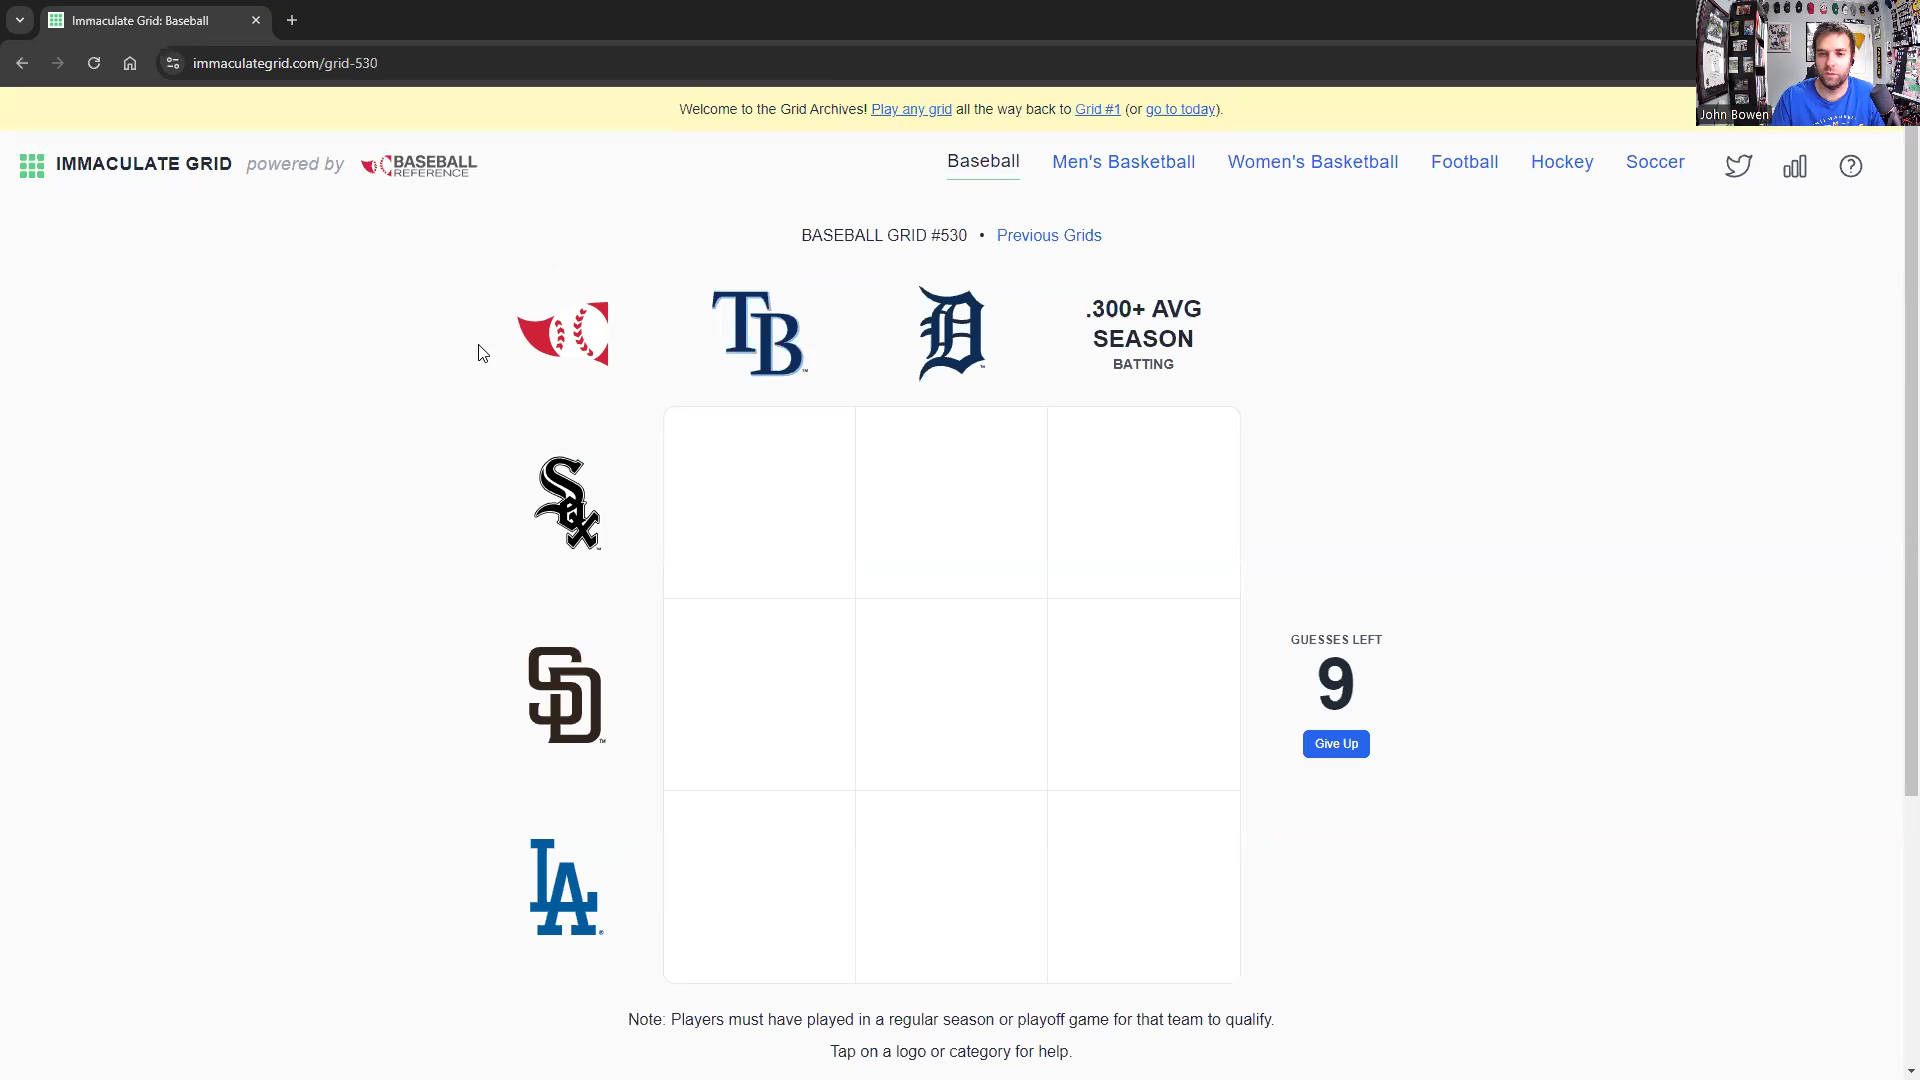 Immaculate Grid: Baseball
immaculategrid.com/grid-530
John Bowen
Welcome to the Grid Archives! Play any grid all the way back to Grid #1 (or go to today).
IMMACULATE GRID powered by BASEBALL REFERENCE
Baseball Men's Basketball Women's Basketball Football Hockey Soccer
BASEBALL GRID #530 • Previous Grids
TB
D
.300+ AVG
SEASON
BATTING
Sox
SD
GUESSES LEFT
9
Give Up
LA
Note: Players must have played in a regular season or playoff game for that team to qualify.
Tap on a logo or category for help.